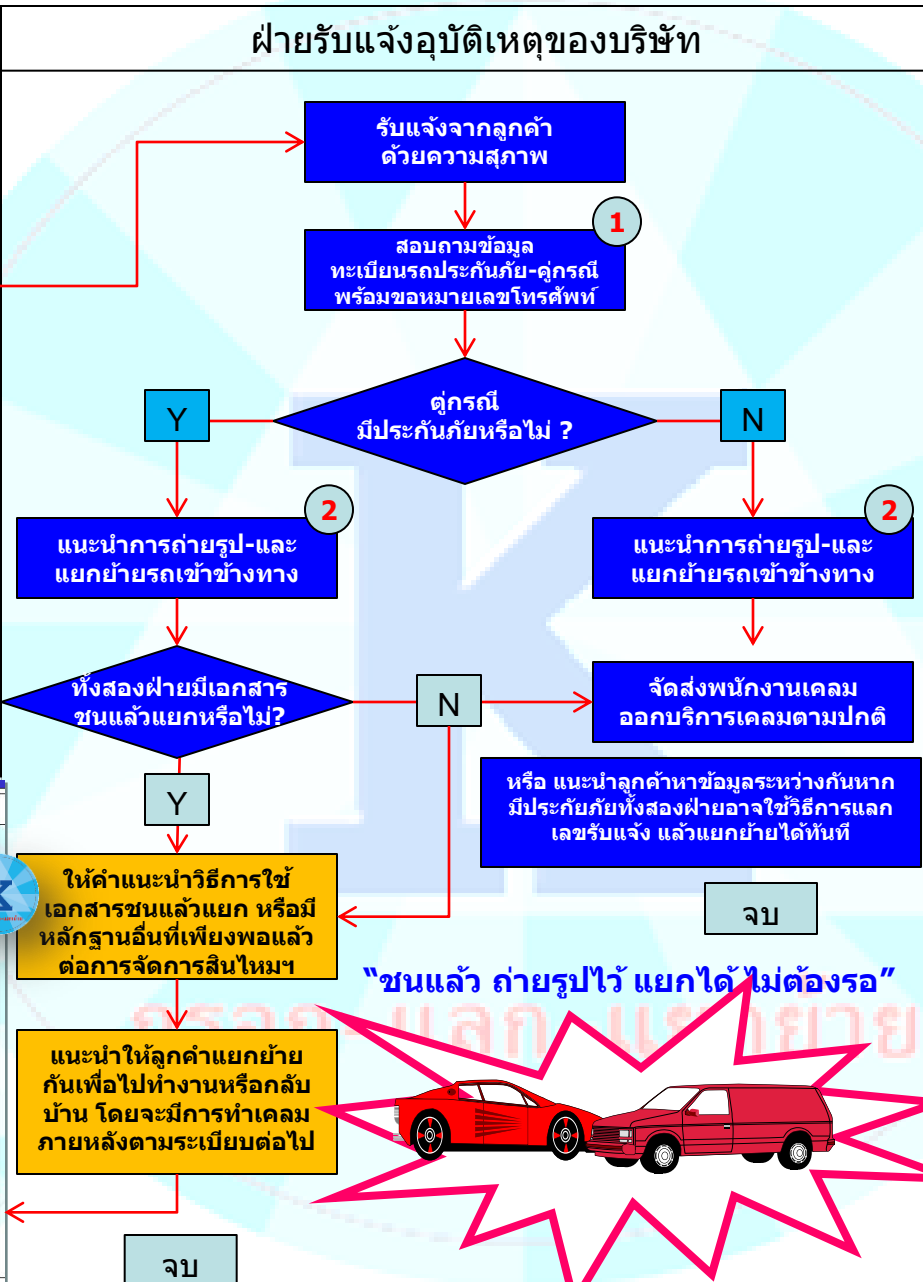 ฝ่ายรับแจ้งอุบัติเหตุของบริษัท
รับแจ้งจากลูกค้า
ด้วยความสุภาพ
1
สอบถามข้อมูล
ทะเบียนรถประกันภัย-คู่กรณี
พร้อมขอหมายเลขโทรศัพท์
ตู่กรณี
มีประกันภัยหรือไม่ ?
Y
N
2
แนะนำการถ่ายรูป-และ
แยกย้ายรถเข้าข้างทาง
2
แนะนำการถ่ายรูป-และ
แยกย้ายรถเข้าข้างทาง
ทั้งสองฝ่ายมีเอกสาร
ชนแล้วแยกหรือไม่?
N
จัดส่งพนักงานเคลม
ออกบริการเคลมตามปกติ
Y
หรือ แนะนำลูกค้าหาข้อมูลระหว่างกันหาก
มีประกัยภัยทั้งสองฝ่ายอาจใช้วิธีการแลก
เลขรับแจ้ง แล้วแยกย้ายได้ทันที
ให้คำแนะนำวิธีการใช้
เอกสารชนแล้วแยก หรือมี
หลักฐานอื่นที่เพียงพอแล้ว
ต่อการจัดการสินไหมฯ
จบ
“ชนแล้ว ถ่ายรูปไว้ แยกได้ ไม่ต้องรอ”
แลก แยกย้าย
แนะนำให้ลูกค้าแยกย้าย
กันเพื่อไปทำงานหรือกลับ
บ้าน โดยจะมีการทำเคลม
ภายหลังตามระเบียบต่อไป
จบ
K